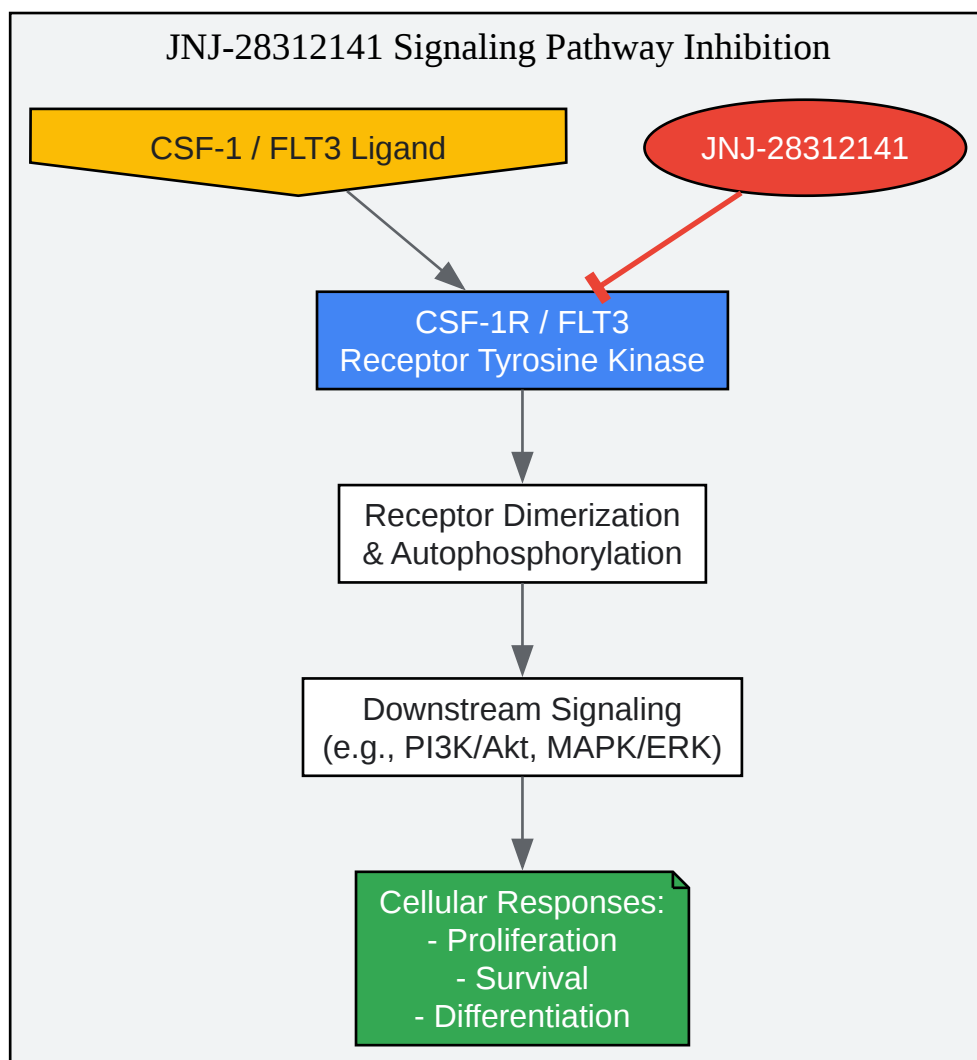 JNJ-28312141 Signaling Pathway Inhibition
CSF-1 / FLT3 Ligand
JNJ-28312141
CSF-1R / FLT3
Receptor Tyrosine Kinase
Receptor Dimerization
& Autophosphorylation
Downstream Signaling
(e.g., PI3K/Akt, MAPK/ERK)
Cellular Responses:
- Proliferation
- Survival
- Differentiation